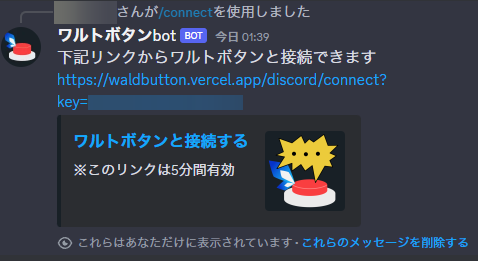 さんが/connectを使用しました
ワルトボタンbot BOT 今日 01:39
下記リンクからワルトボタンと接続できます
https://waldbutton.vercel.app/discord/connect?
key=
ワルトボタンと接続する
※このリンクは5分間有効
これらはあなただけに表示されています・これらのメッセージを削除する